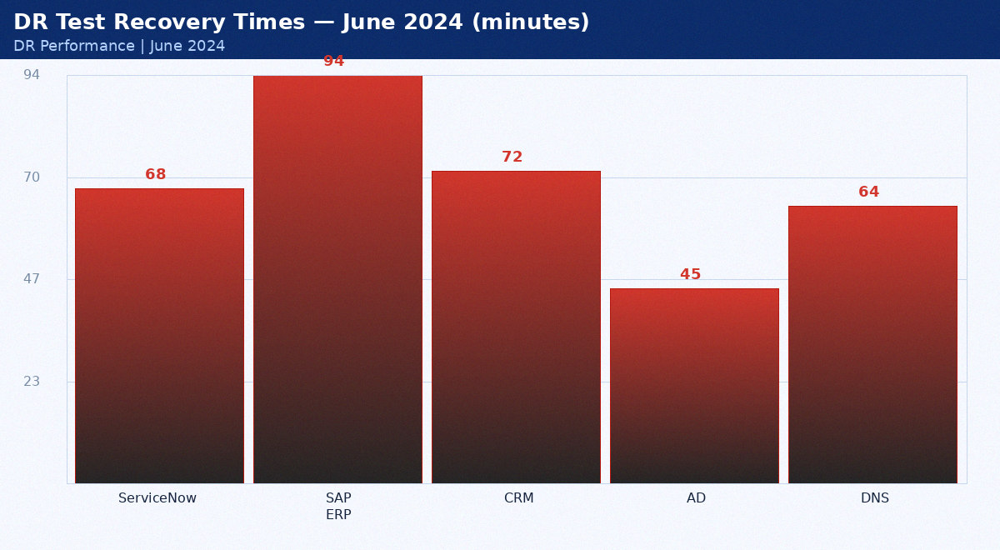 DR Test Recovery Times — June 2024 (minutes)
DR Performance | June 2024
94
94
70
47
23
68
72
45
64
ServiceNow
SAP
ERP
CRM
AD
DNS